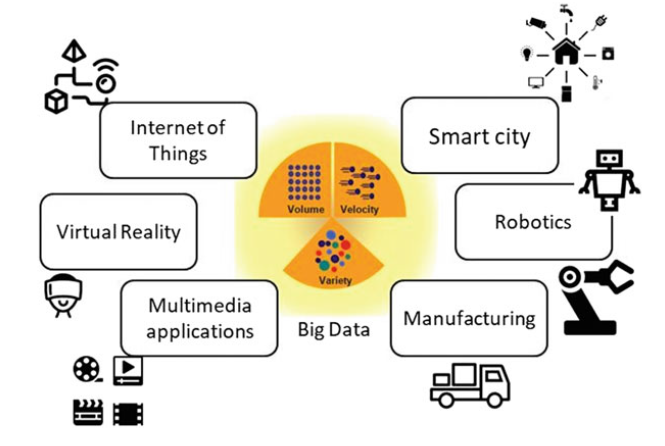 Internet of
Things
Smart city
Volume
Velocity
Virtual Reality
Robotics
Variety
Multimedia
applications
Big Data
Manufacturing